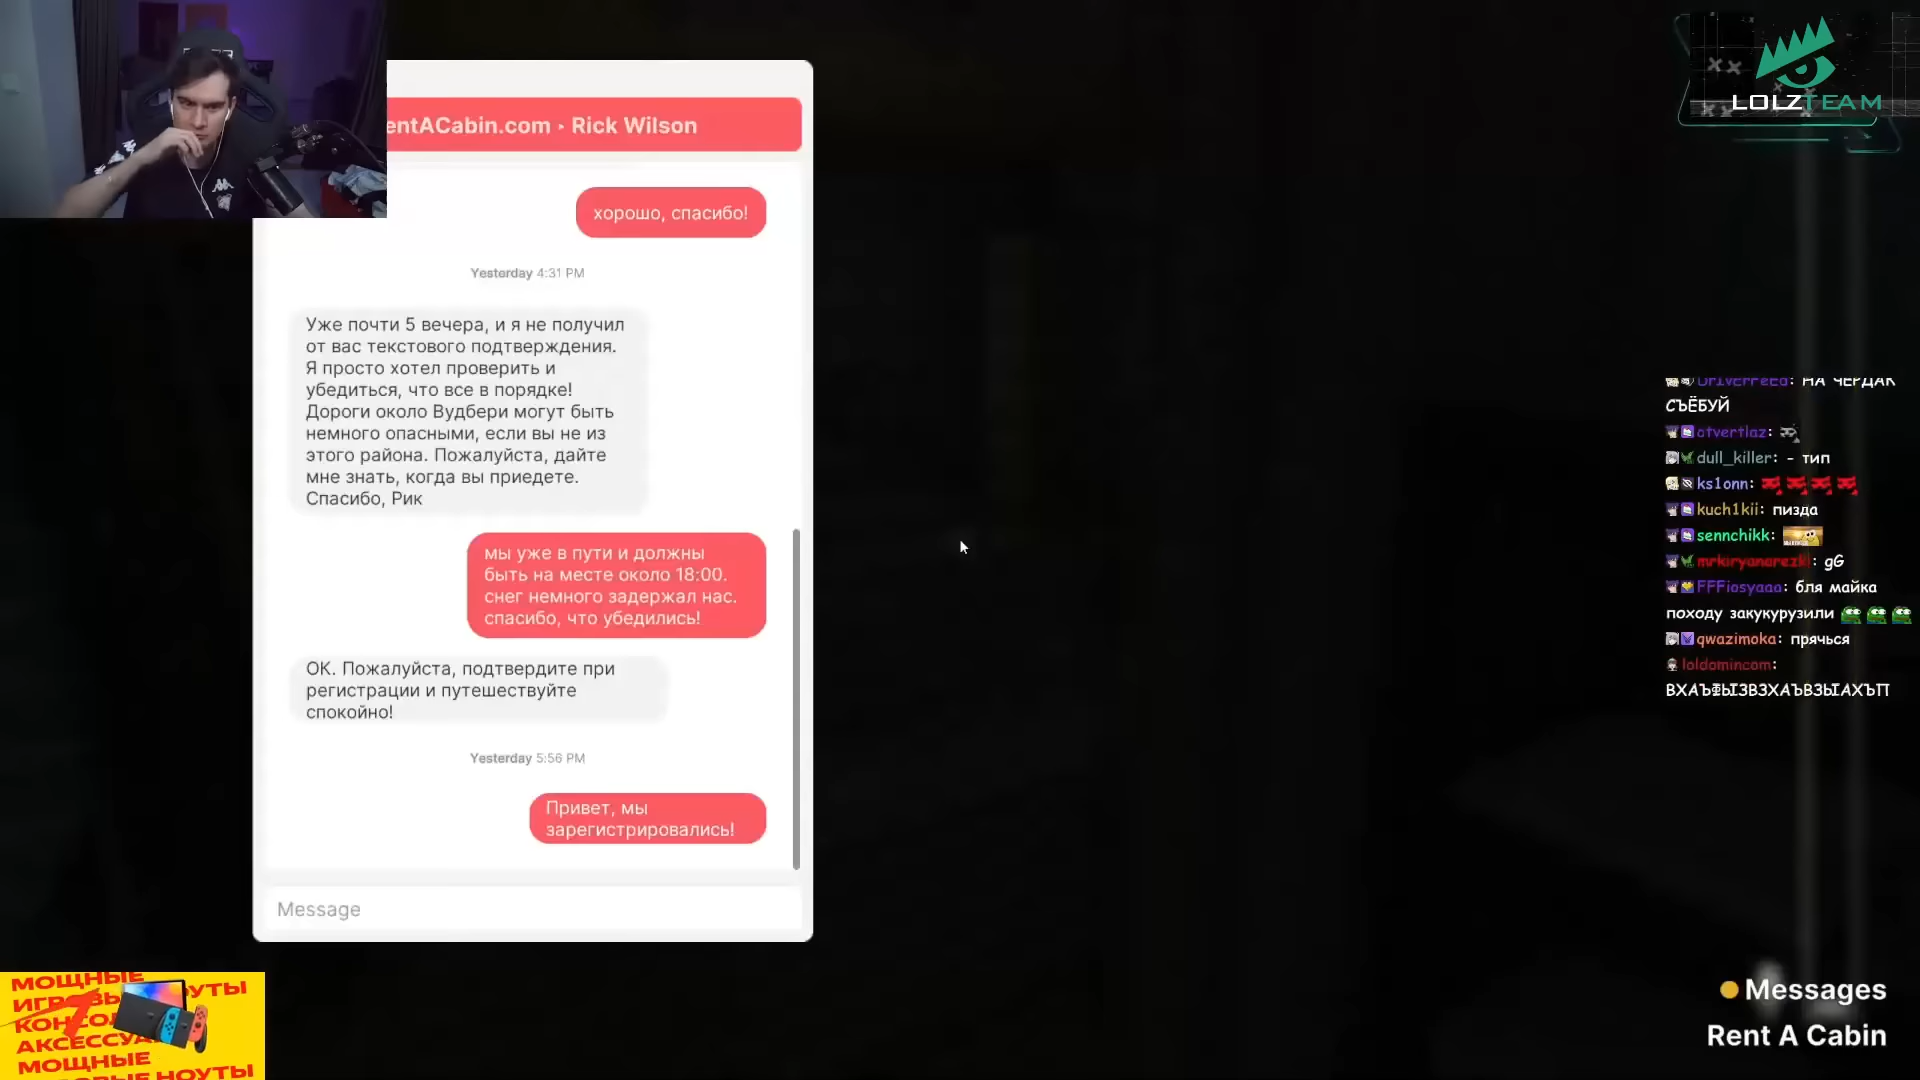 entACabin.com • Rick Wilson
хорошо, спасибо!
Yesterday 4:31 PM
Уже почти 5 вечера, и я не получил
от вас текстового подтверждения.
Я просто хотел проверить и
убедиться, что все в порядке!
Дороги около Вудбери могут быть
немного опасными, если вы не из
этого района. Пожалуйста, дайте
мне знать, когда вы приедете.
Спасибо, Рик
мы уже в пути и должны
быть на месте около 18:00.
снег немного задержал нас.
спасибо, что убедились!
ОК. Пожалуйста, подтвердите при
регистрации и путешествуйте
спокойно!
Yesterday 5:56 PM
Привет, мы
зарегистрировались!
Message
LOLZTEAM
НА ЧЕРДАК
СЪЁБУЙ
atvertlaz:
dull_killer: - тип
ks1onn:
kuch1kii: пизда
sennchikk:
mrkiryanarezki: gG
FFFiosyaaa: бля майка
походу закукурузили
qwazimoka: прячься
loldomincom:
ВХАЪФЫЗВЗХАЪВЗЫАХЪП
Messages
Rent A Cabin
МОЩНЫЕ
МОЩНЫЕ
НОУТЫ